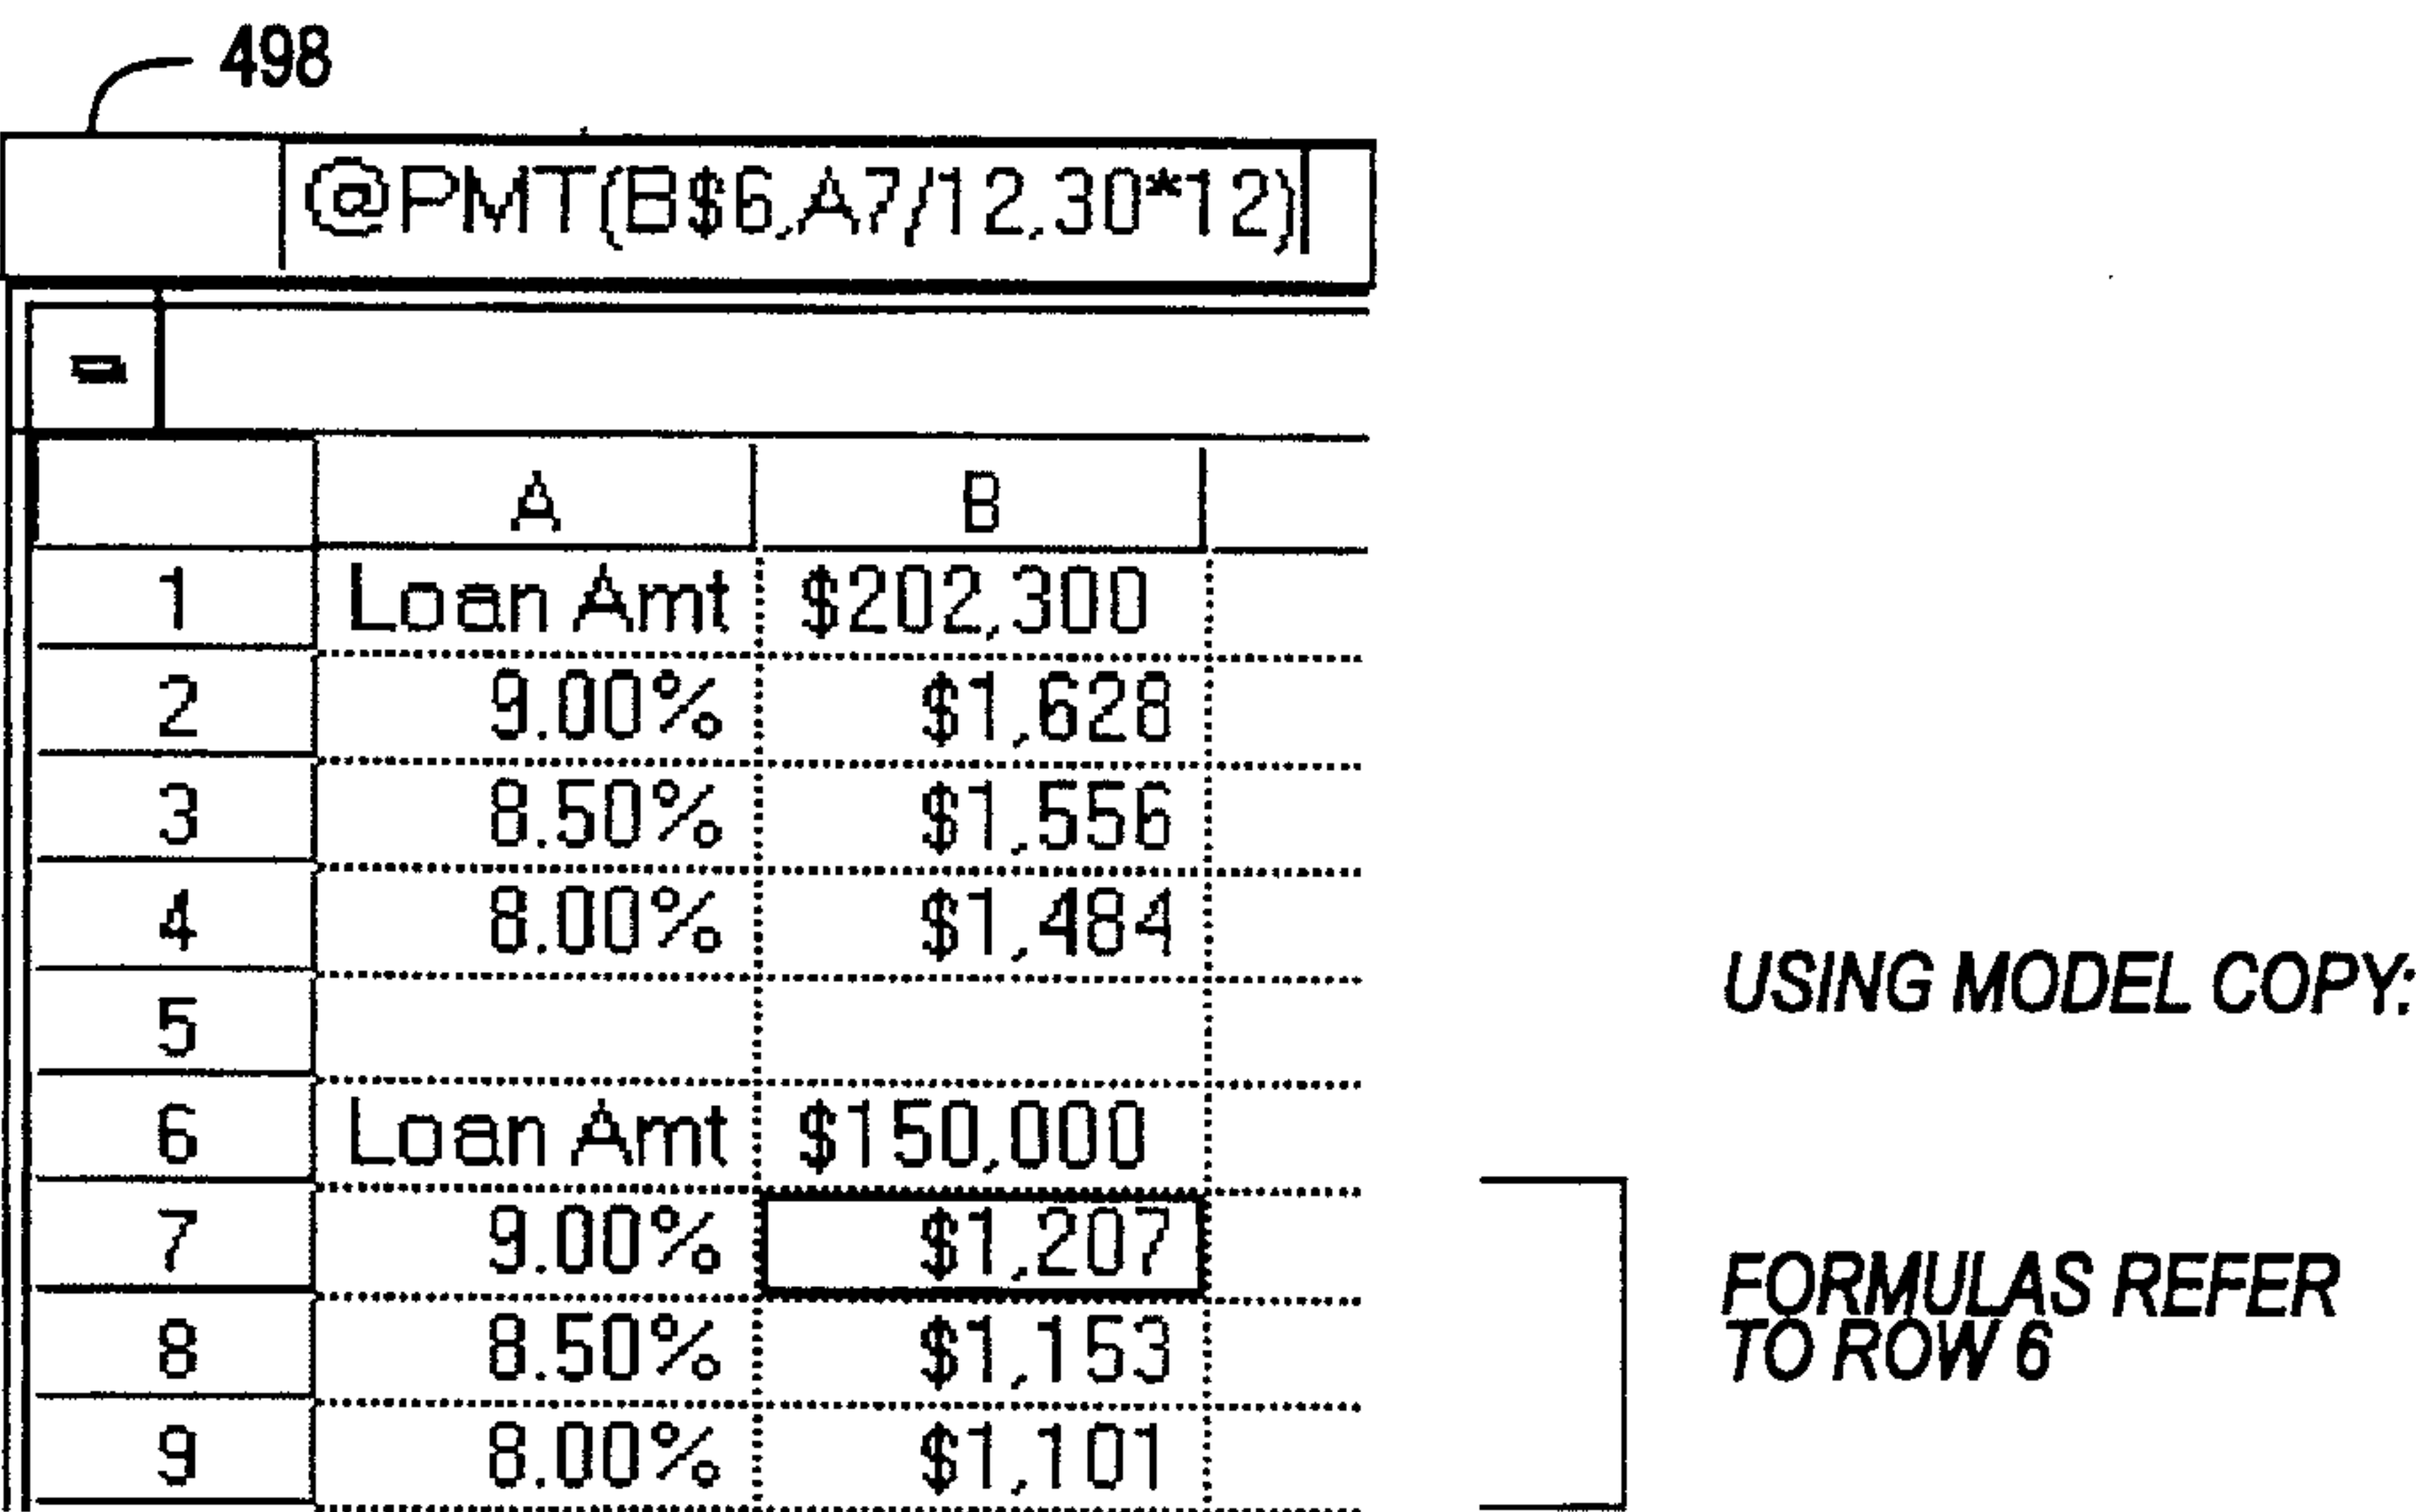 498
@PMT(B$6,A7/12,30*12)
A B
1 Loan Amt $202,300
2 9.00% $1,628
3 8.50% $1,556
4 8.00% $1,484
5
6 Loan Amt $150,000
7 9.00% $1,207
8 8.50% $1,153
9 8.00% $1,101
USING MODEL COPY:
FORMULAS REFER
TO ROW 6